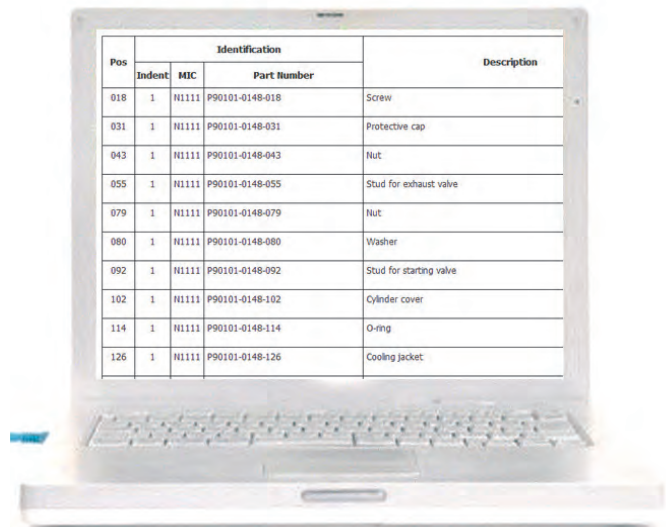 Pos Identification Description
Indent MIC Part Number
018 1 N1111 P90101-0148-018 Screw
031 1 N1111 P90101-0148-031 Protective cap
043 1 N1111 P90101-0148-043 Nut
055 1 N1111 P90101-0148-055 Stud for exhaust valve
079 1 N1111 P90101-0148-079 Nut
080 1 N1111 P90101-0148-080 Washer
092 1 N1111 P90101-0148-092 Stud for starting valve
102 1 N1111 P90101-0148-102 Cylinder cover
114 1 N1111 P90101-0148-114 O-ring
126 1 N1111 P90101-0148-126 Cooling jacket